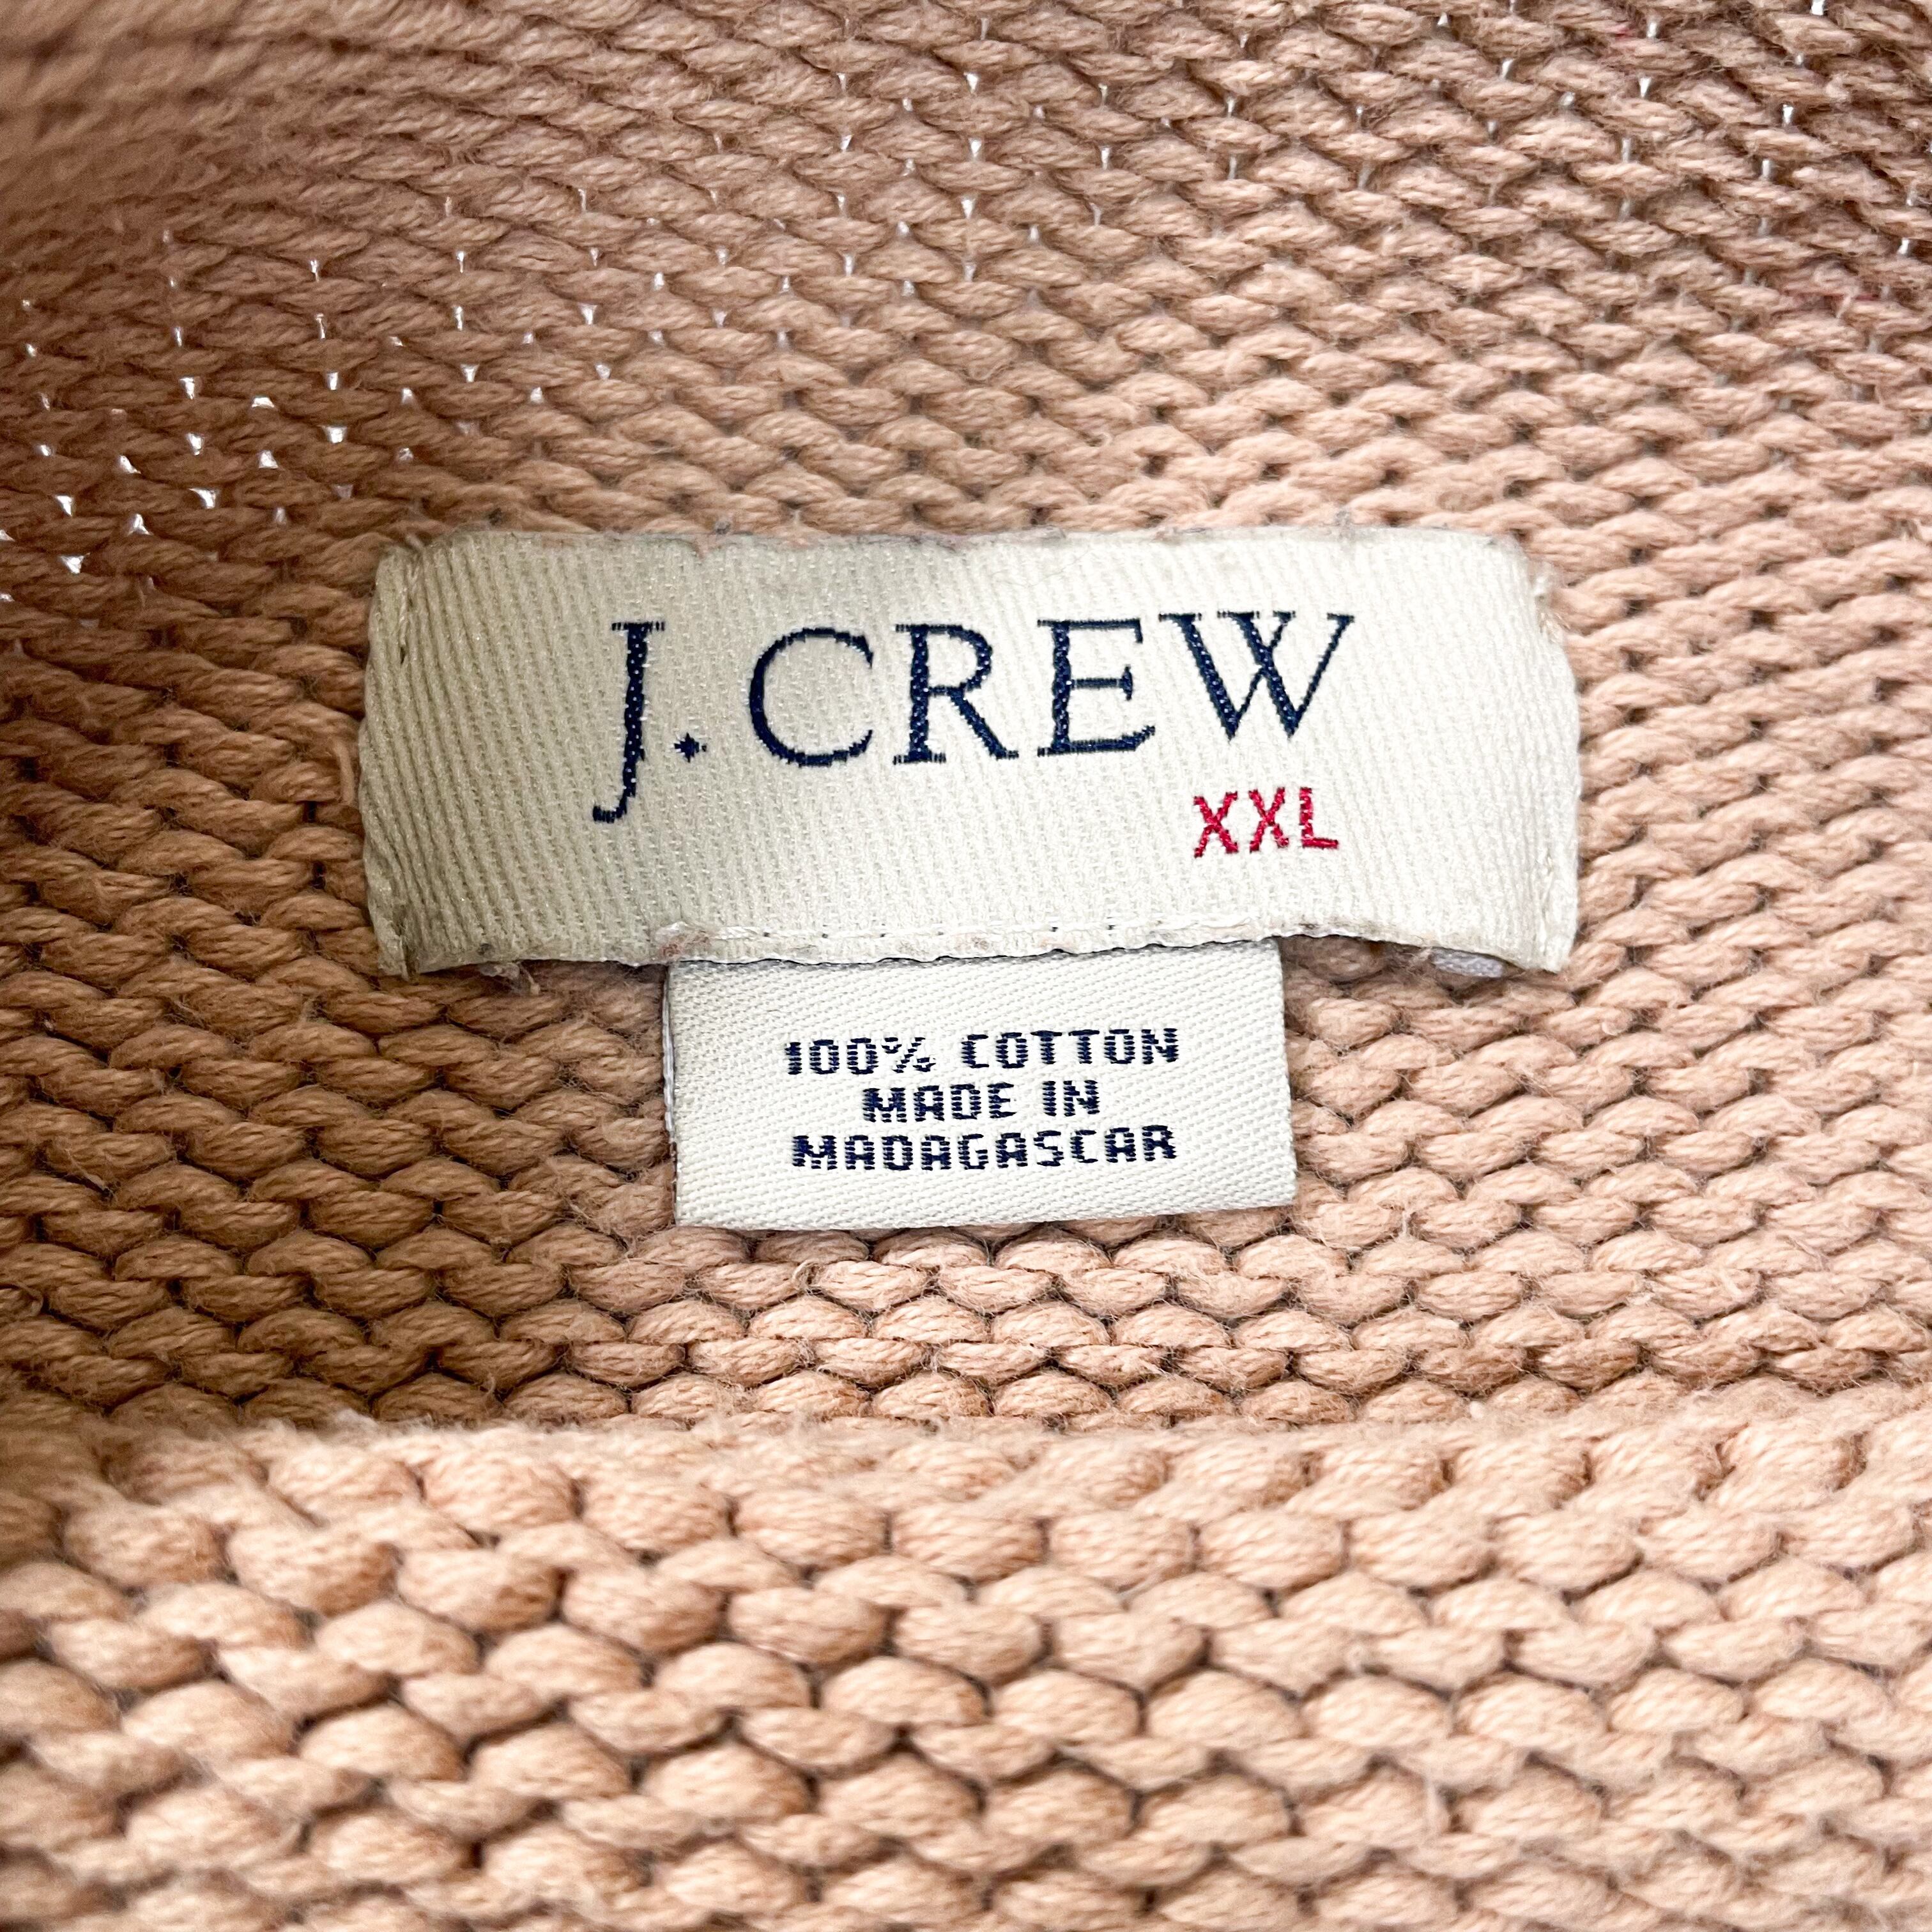 J. CREW
XXL
100% COTTON
MADE IN
MADAGASCAR